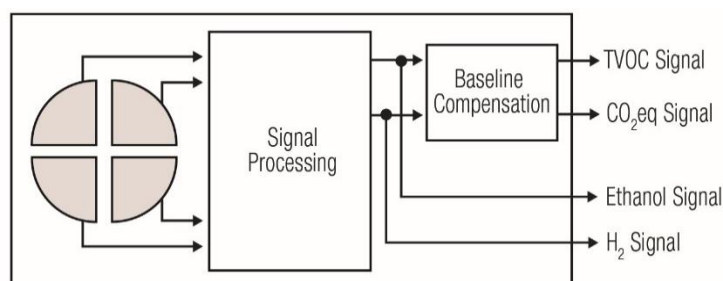 Signal
Processing
Baseline
Compensation
TVOC Signal
CO₂eq Signal
Ethanol Signal
H₂ Signal